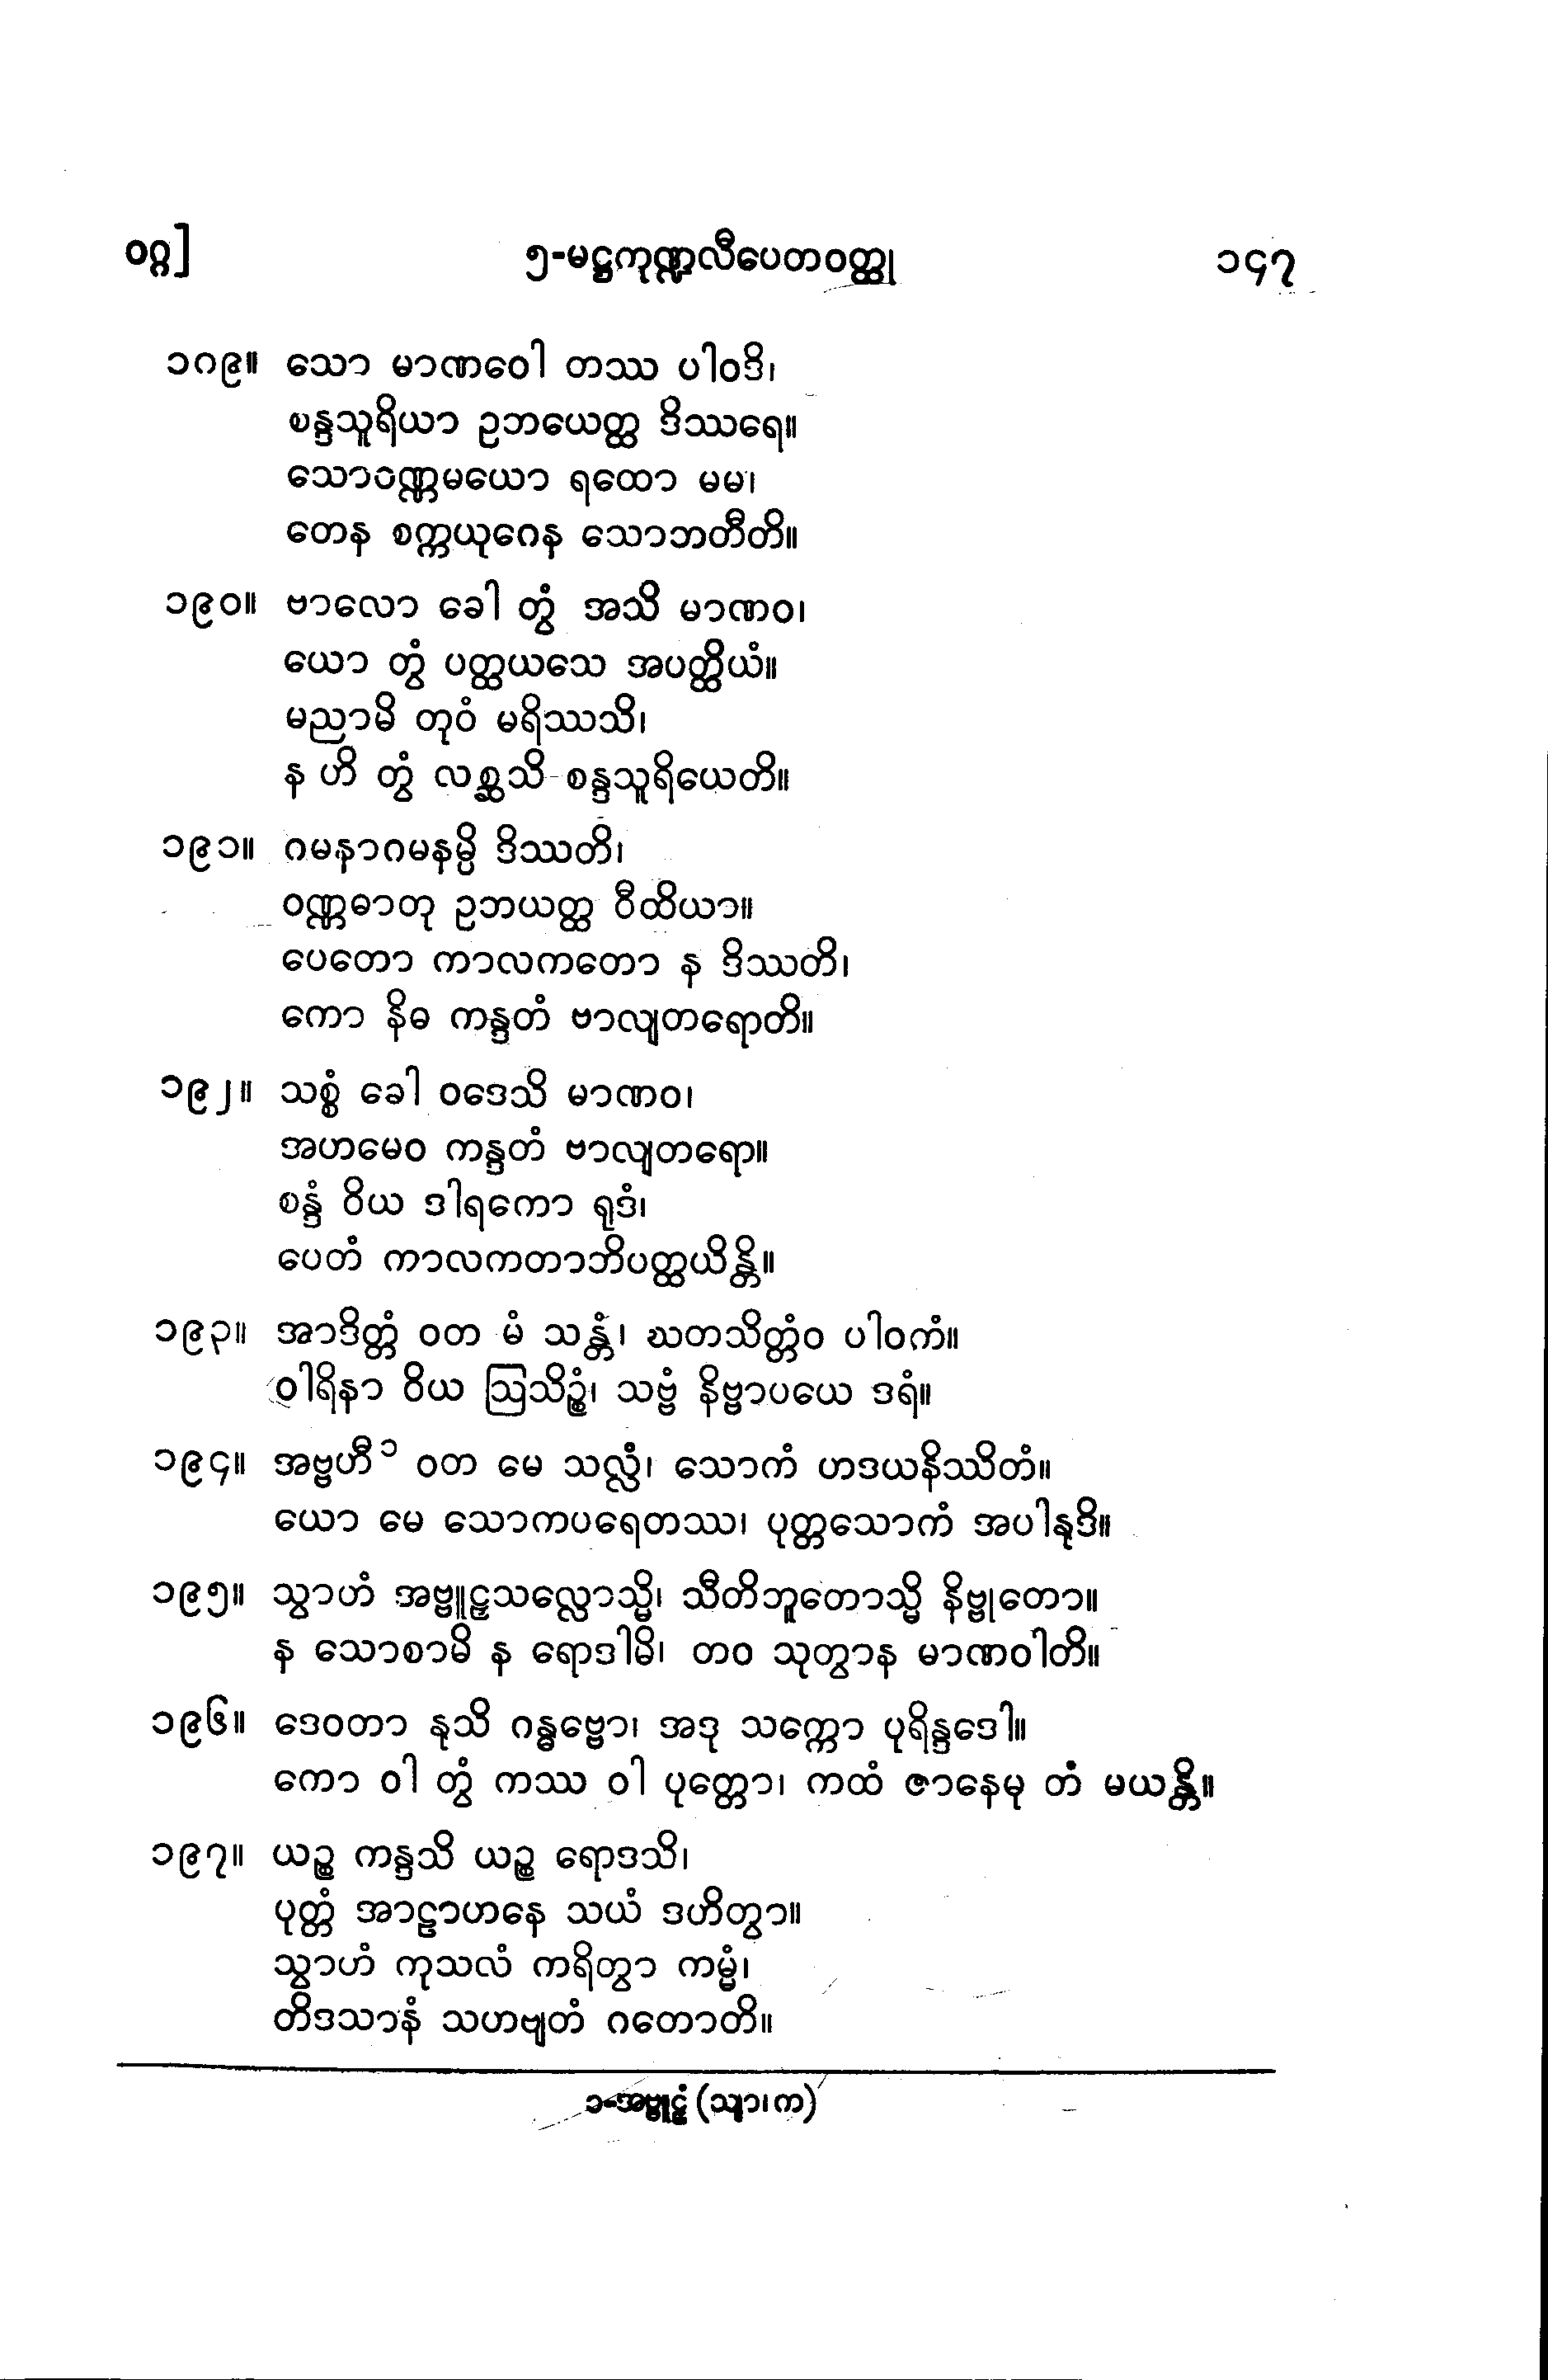 ဝဂ္ဂ]
၅-မဋ္ဌကုဏ္ဍလီပေတဝတ္ထု
၁၄၇
၁၈၉။ သော မာဏဝေါ တဿ ပါဝဒိ၊
စန္ဒသူရိယာ ဥဘယေတ္ထ ဒိဿရေ။
သောဝဏ္ဏမယော ရထော မမ၊
တေန စက္ကယုဂေန သောဘတီတိ။
၁၉၀။ ဗာလော ခေါ တွံ အသိ မာဏဝ၊
ယော တွံ ပတ္ထယသေ အပတ္ထိယံ။
မညာမိ တုဝံ မရိဿသိ၊
န ဟိ တွံ လစ္ဆသိ စန္ဒသူရိယေတိ။
၁၉၁။ ဂမနာဂမနမ္ပိ ဒိဿတိ၊
ဝဏ္ဏဓာတု ဥဘယတ္ထ ဝီထိယာ။
ပေတော ကာလကတော န ဒိဿတိ၊
ကော နိဓ ကန္ဒတံ ဗာလျတရောတိ။
၁၉၂။ သစ္စံ ခေါ ဝဒေသိ မာဏဝ၊
အဟမေဝ ကန္ဒတံ ဗာလျတရော။
စန္ဒံ ဝိယ ဒါရကော ရုဒံ၊
ပေတံ ကာလကတာဘိပတ္ထယိန္တိ။
၁၉၃။ အာဒိတ္တံ ဝတ မံ သန္တံ၊ ဃတသိတ္တံဝ ပါဝကံ။
ဝါရိနာ ဝိယ ဩသိဉ္စံ၊ သဗ္ဗံ နိဗ္ဗာပယေ ဒရံ။
၁၉၄။ အဗ္ဗဟီ ၁ ဝတ မေ သလ္လံ၊ သောကံ ဟဒယနိဿိတံ။
ယော မေ သောကပရေတဿ၊ ပုတ္တသောကံ အပါနုဒိ။
၁၉၅။ သွာဟံ အဗ္ဗူဠှသလ္လောသ္မိ၊ သီတိဘူတောသ္မိ နိဗ္ဗုတော။
န သောစာမိ န ရောဒါမိ၊ တဝ သုတွာန မာဏဝါတိ။
၁၉၆။ ဒေဝတာ နုသိ ဂန္ဓဗ္ဗော၊ အဒု သက္ကော ပုရိန္ဒဒေါ။
ကော ဝါ တွံ ကဿ ဝါ ပုတ္တော၊ ကထံ ဇာနေမု တံ မယန္တိ။
၁၉၇။ ယဉ္စ ကန္ဒသိ ယဉ္စ ရောဒသိ၊
ပုတ္တံ အာဠာဟနေ သယံ ဒဟိတွာ။
သွာဟံ ကုသလံ ကရိတွာ ကမ္မံ၊
တိဒသာနံ သဟဗျတံ ဂတောတိ။
၁-အဗ္ဗူဠှံ (သျာ၊ က)